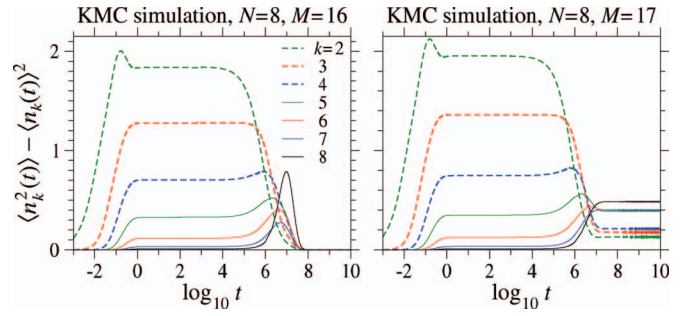 KMC simulation, N=8, M=16
KMC simulation, N=8, M=17
⟨n_k^2(t)⟩ − ⟨n_k(t)⟩^2
2
1
0
k=2
3
4
5
6
7
8
−2 0 2 4 6 8 10
−2 0 2 4 6 8 10
log10 t
log10 t